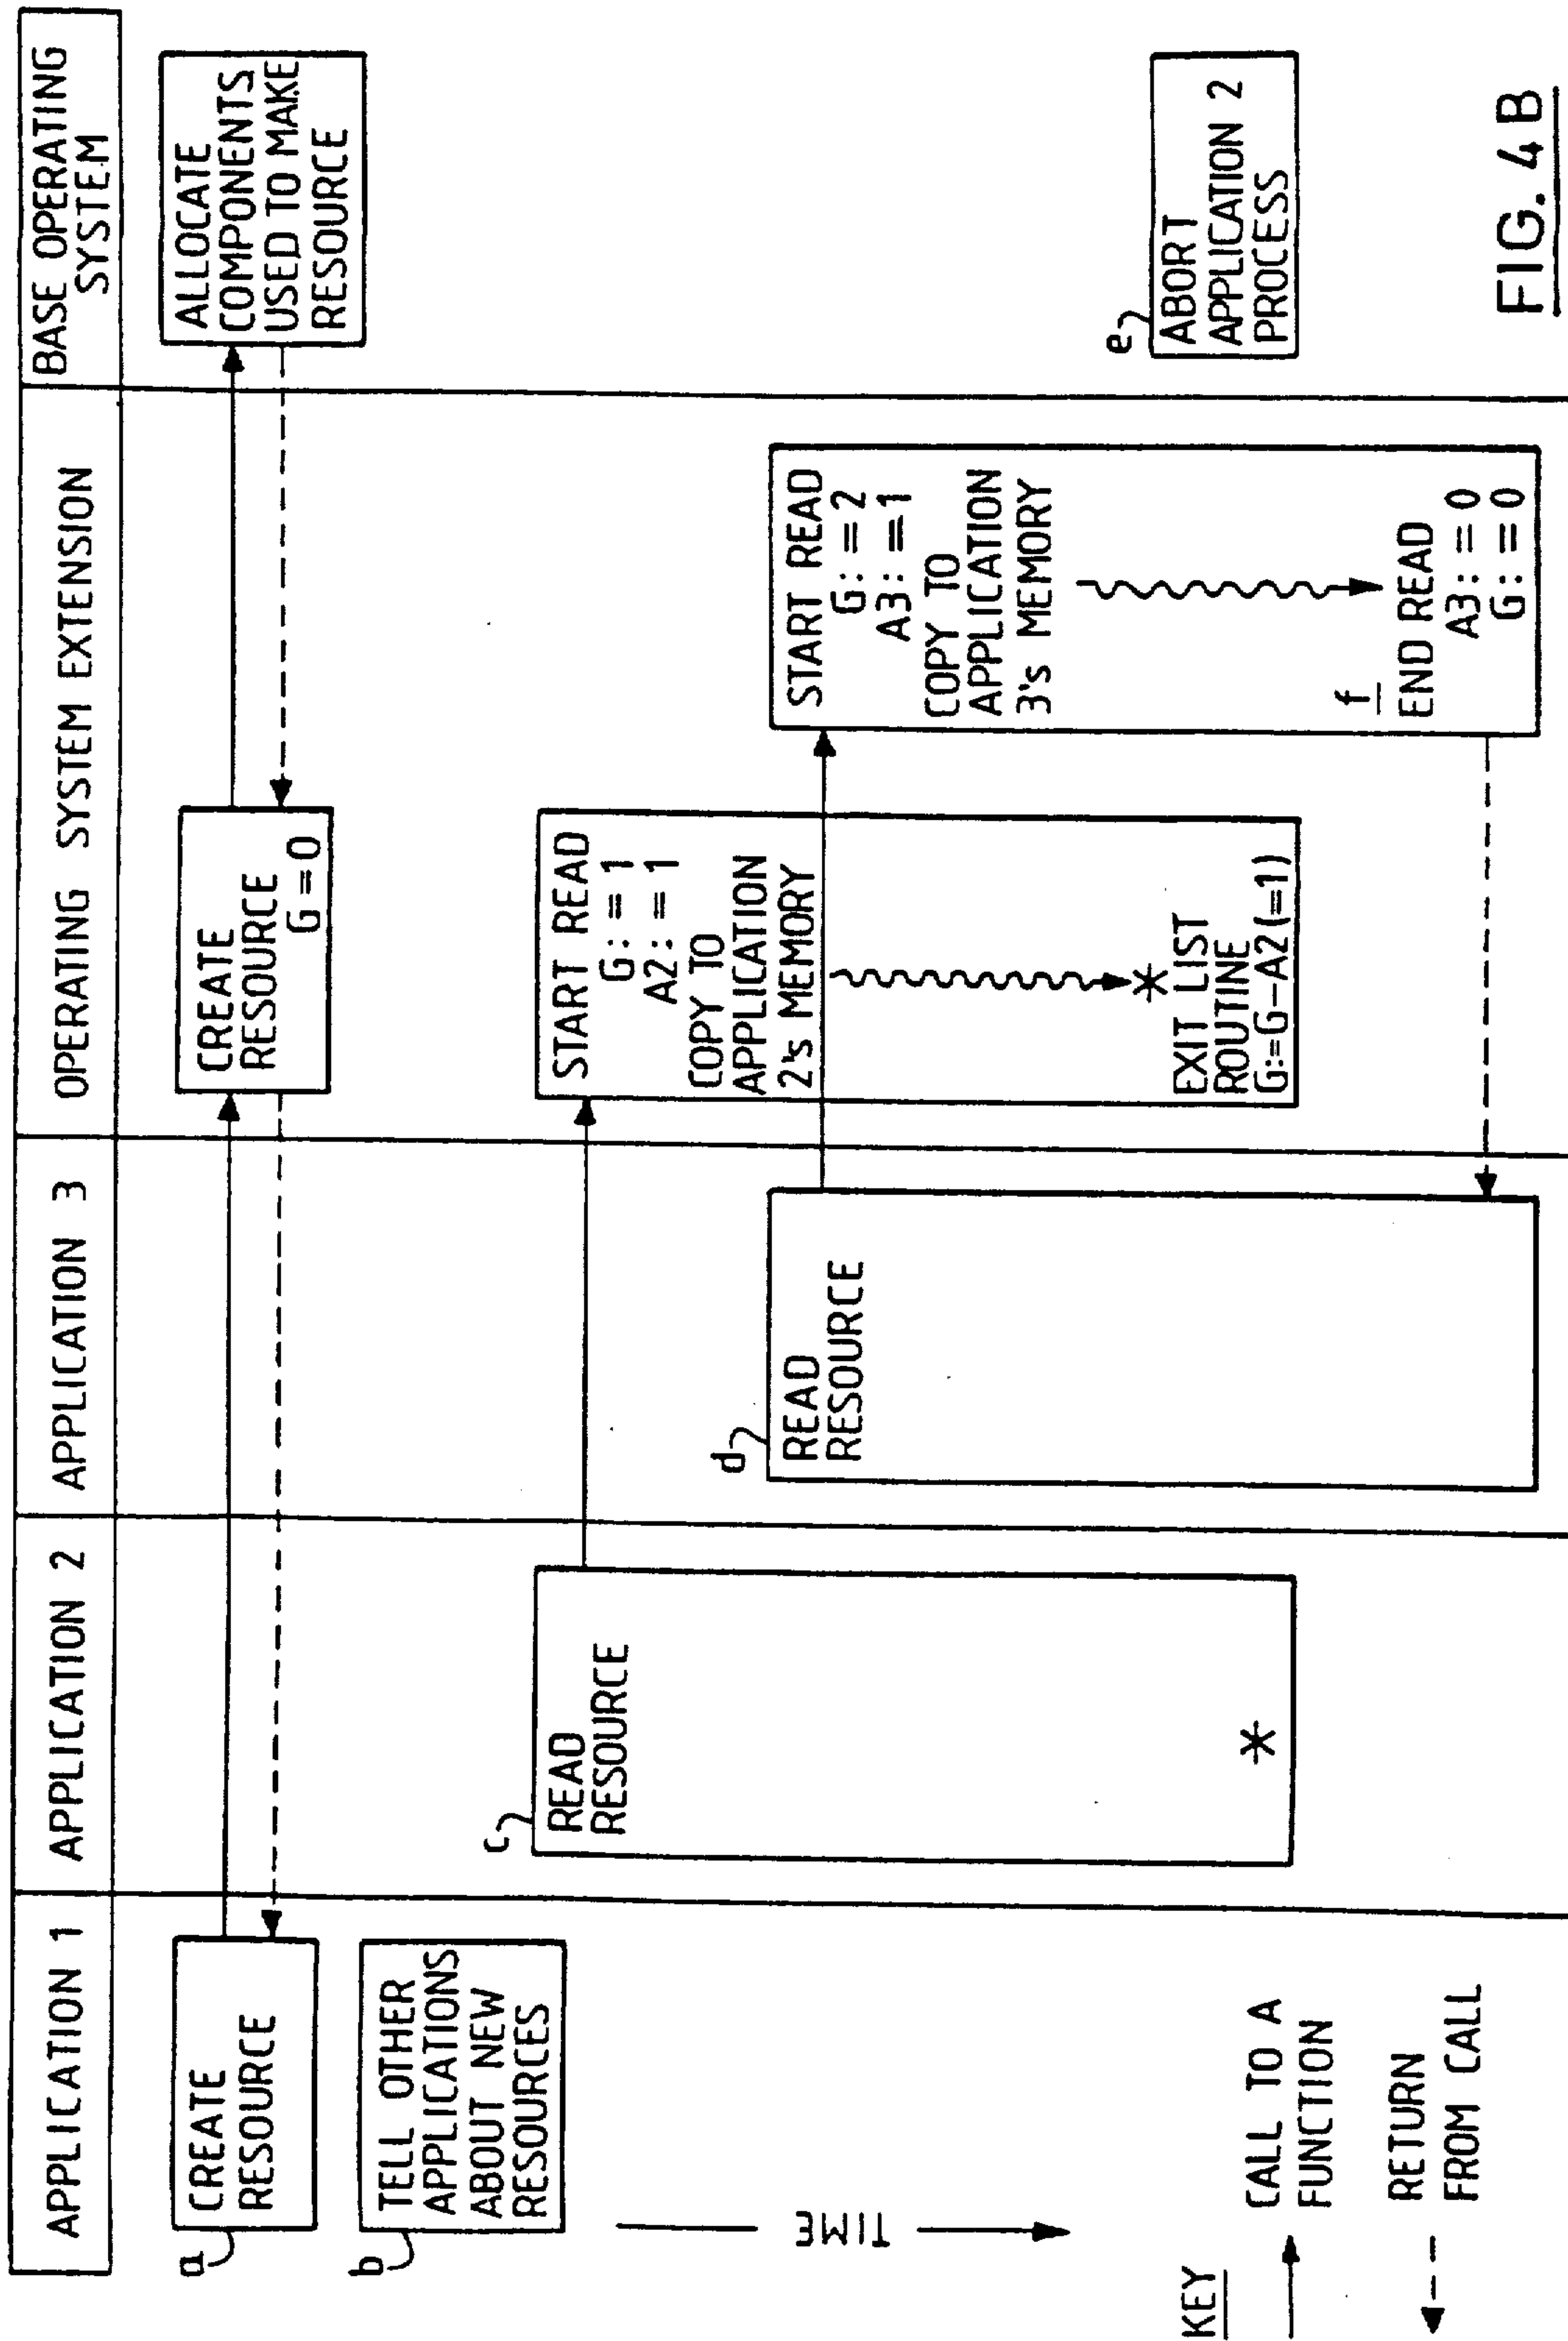 APPLICATION 1
APPLICATION 2
APPLICATION 3
OPERATING SYSTEM EXTENSION
BASE OPERATING
SYSTEM
a
CREATE
RESOURCE
CREATE
RESOURCE
G = 0
ALLOCATE
COMPONENTS
USED TO MAKE
RESOURCE
b
TELL OTHER
APPLICATIONS
ABOUT NEW
RESOURCES
c
READ
RESOURCE
*
START READ
G: = 1
A2: = 1
COPY TO
APPLICATION
2's MEMORY
*
EXIT LIST
ROUTINE
G:=G-A2(=1)
d
READ
RESOURCE
START READ
G: = 2
A3: = 1
COPY TO
APPLICATION
3's MEMORY
f
END READ
A3: = 0
G: = 0
e
ABORT
APPLICATION 2
PROCESS
TIME
KEY
CALL TO A
FUNCTION
RETURN
FROM CALL
FIG. 4B